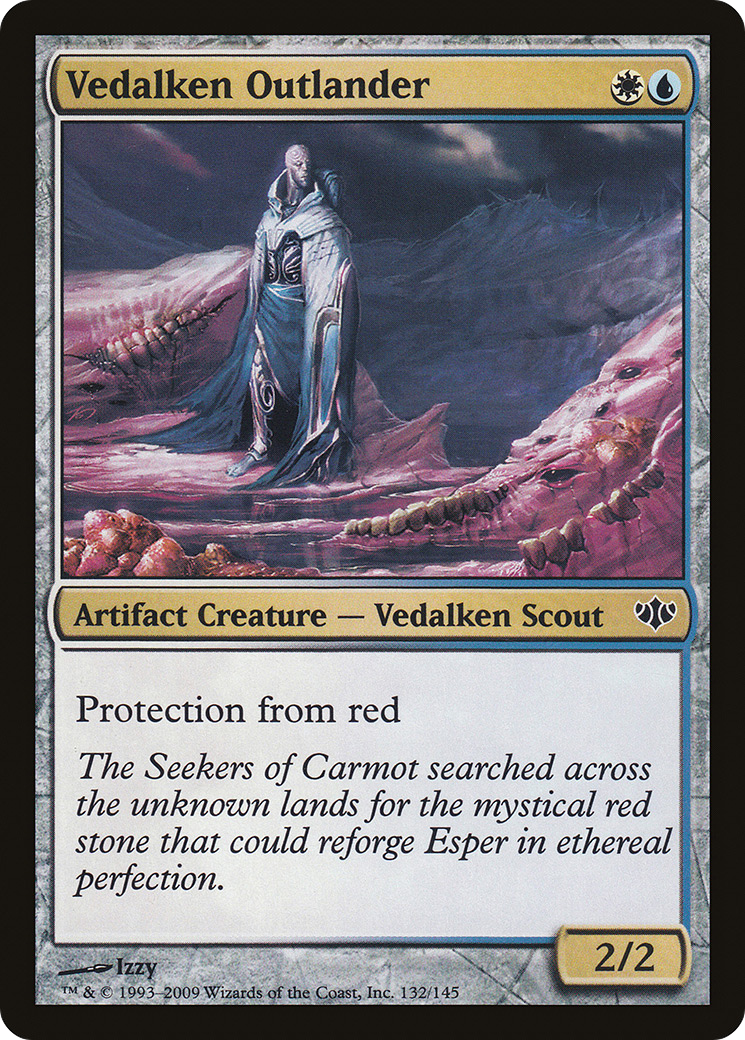 Vedalken Outlander
Artifact Creature — Vedalken Scout
Protection from red
The Seekers of Carmot searched across
the unknown lands for the mystical red
stone that could reforge Esper in ethereal
perfection.
2/2
Izzy
™ & © 1993–2009 Wizards of the Coast, Inc. 132/145